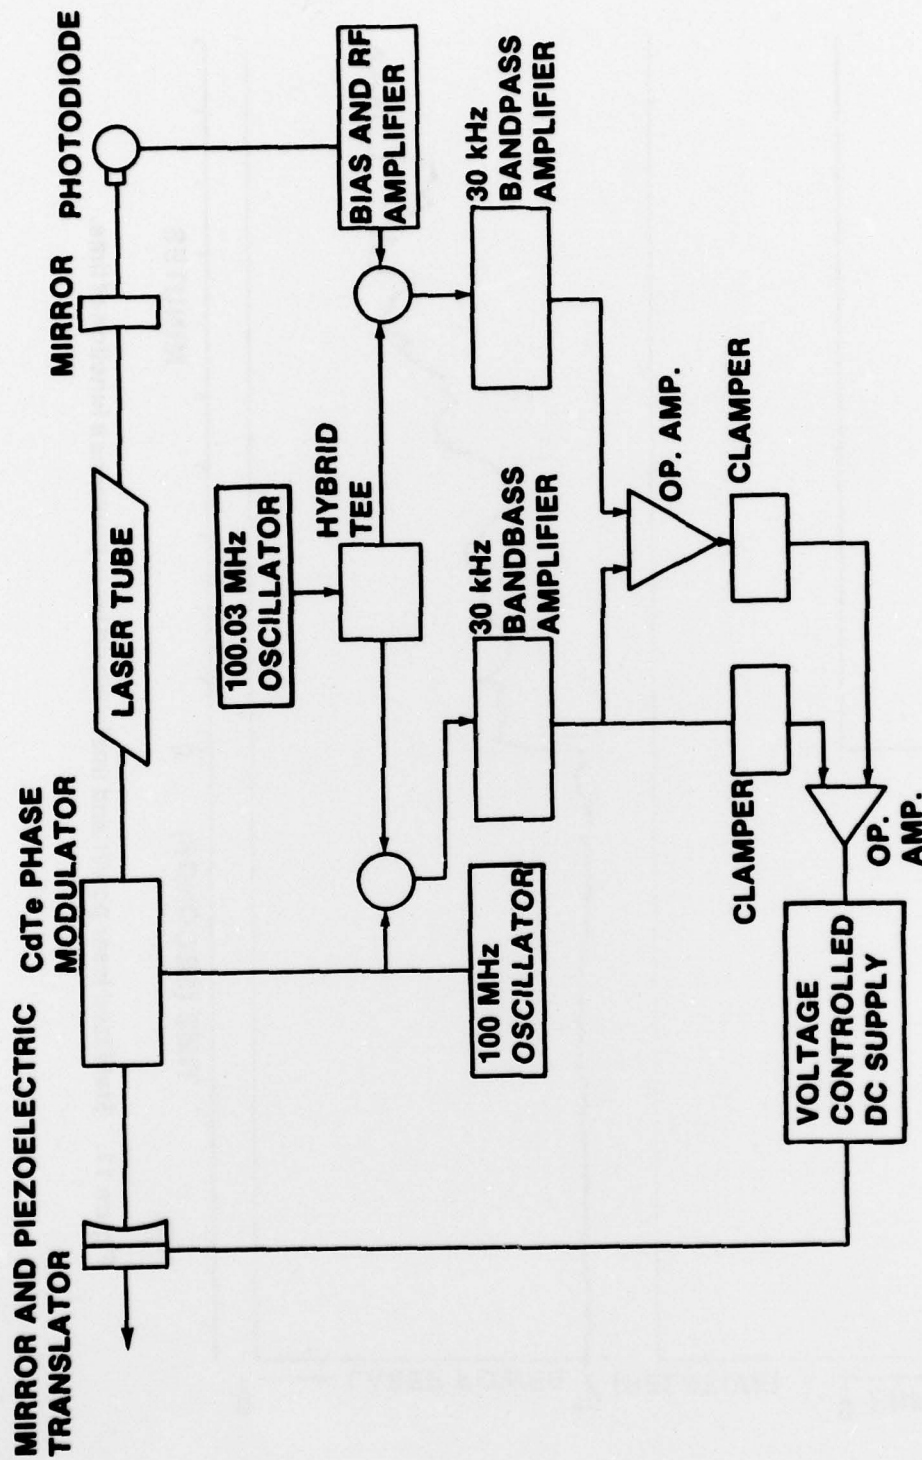 MIRROR AND PIEZOELECTRIC
TRANSLATOR
CdTe PHASE
MODULATOR
LASER TUBE
MIRROR
PHOTODIODE
100.03 MHz
OSCILLATOR
HYBRID
TEE
BIAS AND RF
AMPLIFIER
100 MHz
OSCILLATOR
30 kHz
BANDBASS
AMPLIFIER
30 kHz
BANDPASS
AMPLIFIER
OP. AMP.
CLAMPER
CLAMPER
OP.
AMP.
VOLTAGE
CONTROLLED
DC SUPPLY